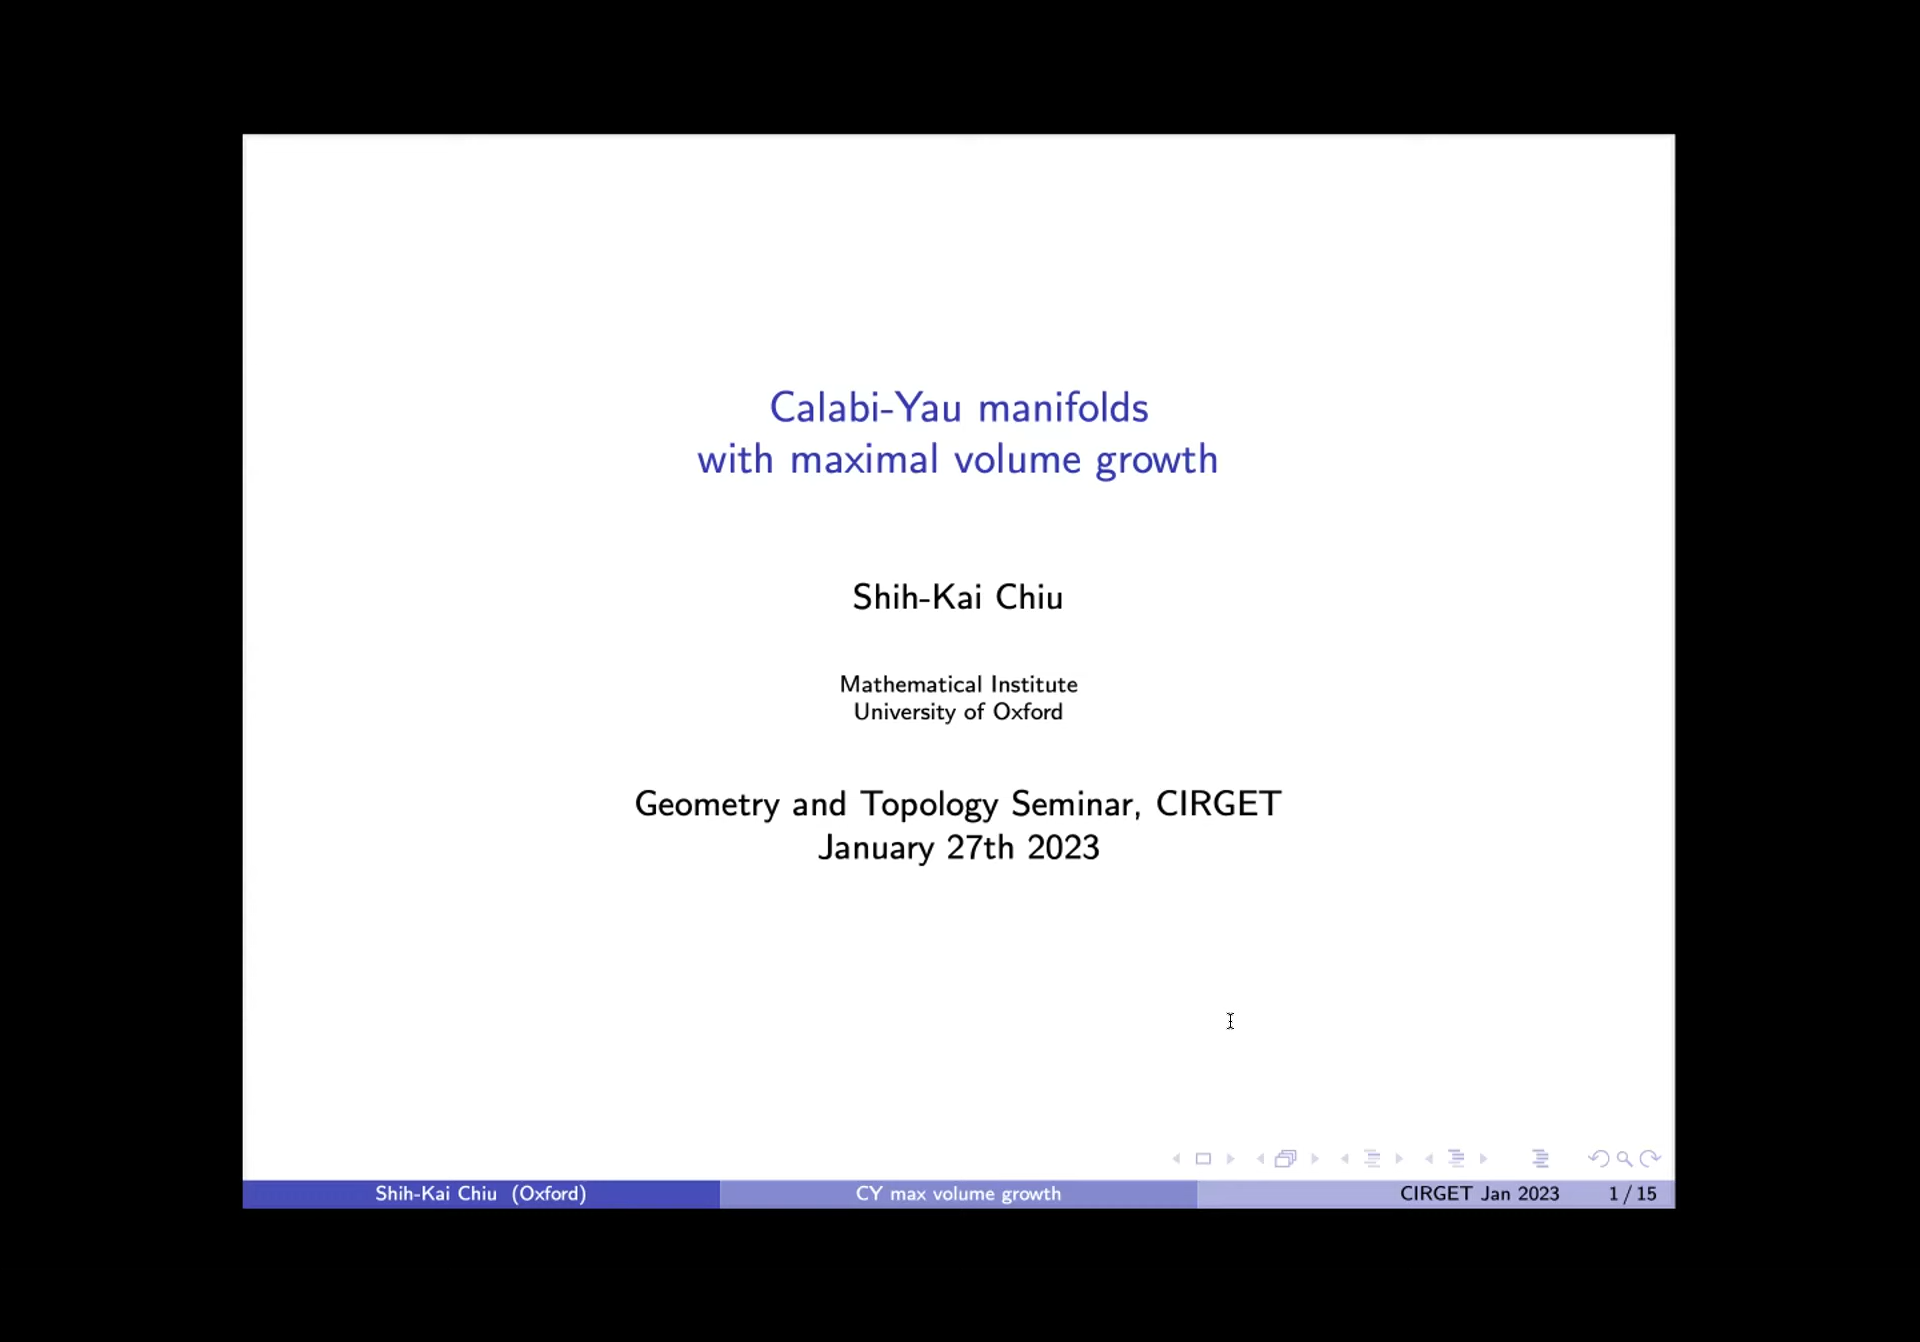 Calabi-Yau manifolds
with maximal volume growth
Shih-Kai Chiu
Mathematical Institute
University of Oxford
Geometry and Topology Seminar, CIRGET
January 27th 2023
Shih-Kai Chiu (Oxford) CY max volume growth CIRGET Jan 2023 1 / 15